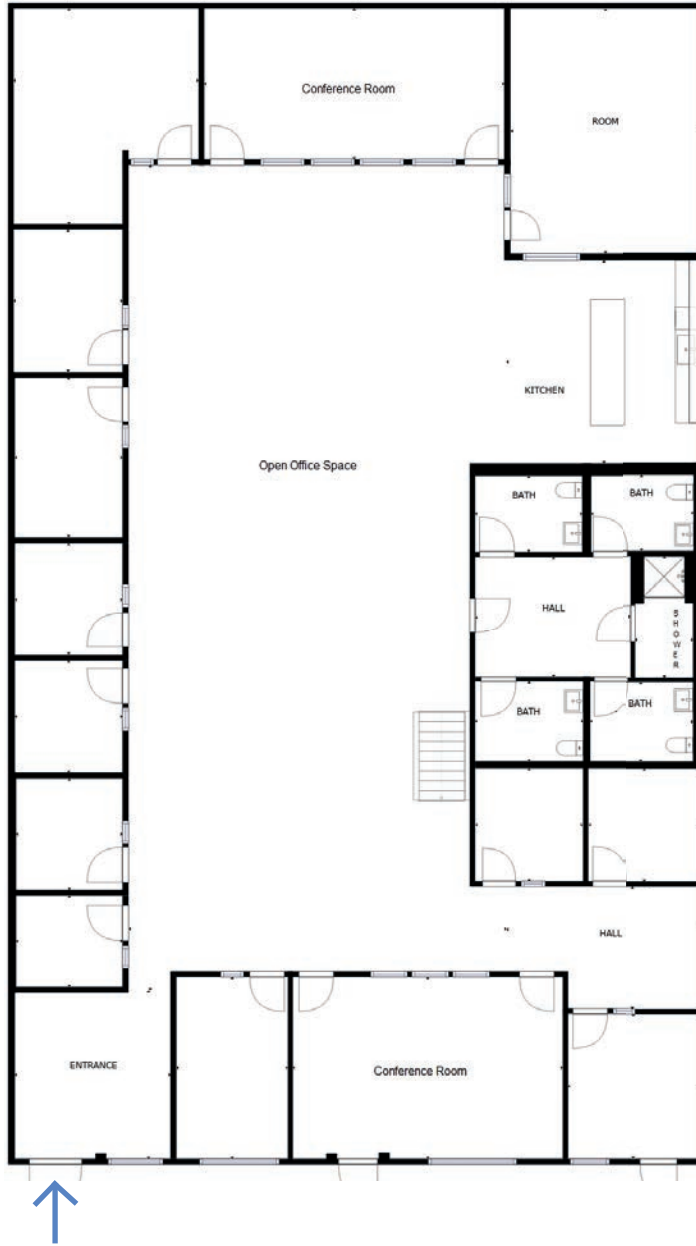 Conference Room
ROOM
KITCHEN
Open Office Space
BATH
BATH
HALL
SHOWER
BATH
BATH
HALL
ENTRANCE
Conference Room